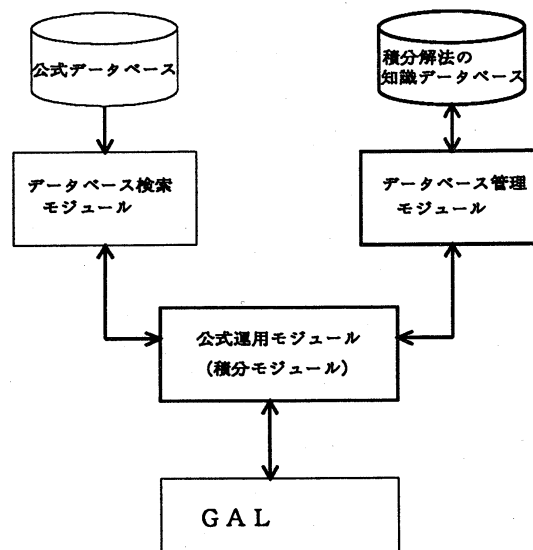 公式データベース
積分解法の
知識データベース
データベース検索
モジュール
データベース管理
モジュール
公式運用モジュール
(積分モジュール)
GAL